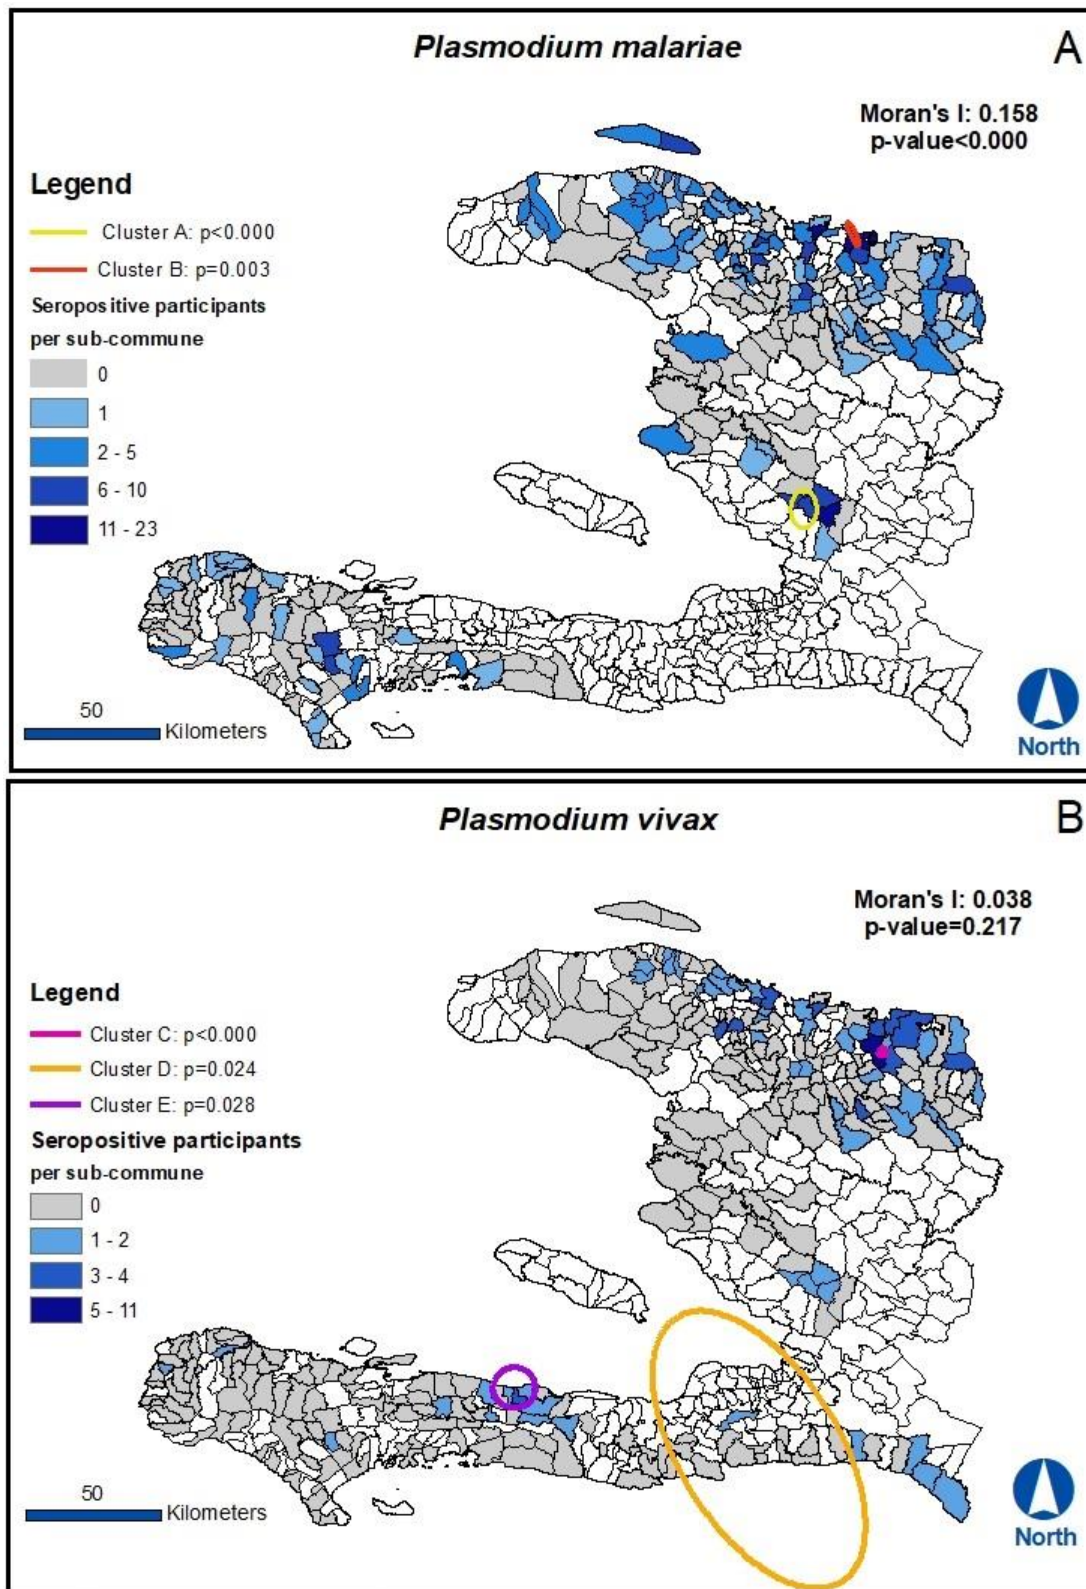 Plasmodium malariae
A
Moran's I: 0.158
p-value<0.000
Legend
Cluster A: p<0.000
Cluster B: p=0.003
Seropositive participants
per sub-commune
0
1
2 - 5
6 - 10
11 - 23
50
Kilometers
North
Plasmodium vivax
B
Moran's I: 0.038
p-value=0.217
Legend
Cluster C: p<0.000
Cluster D: p=0.024
Cluster E: p=0.028
Seropositive participants
per sub-commune
0
1 - 2
3 - 4
5 - 11
50
Kilometers
North